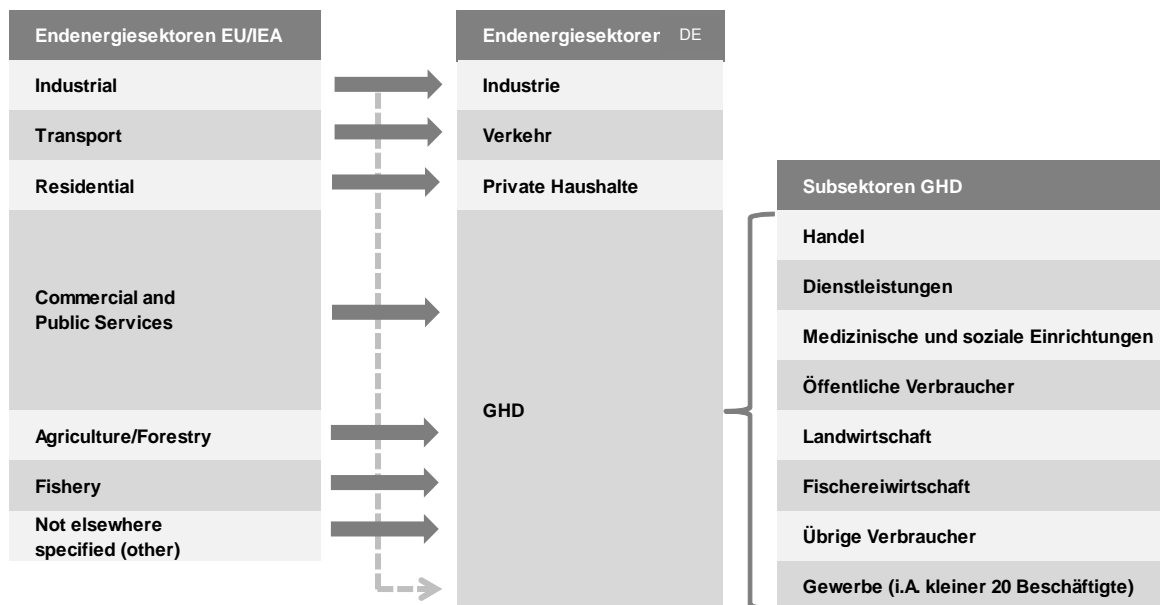 Endenergiesektoren EU/IEA
Industrial
Transport
Residential
Commercial and
Public Services
Agriculture/Forestry
Fishery
Not elsewhere
specified (other)
Endenergiesektoren DE
Industrie
Verkehr
Private Haushalte
GHD
Subsektoren GHD
Handel
Dienstleistungen
Medizinische und soziale Einrichtungen
Öffentliche Verbraucher
Landwirtschaft
Fischereiwirtschaft
Übrige Verbraucher
Gewerbe (i.A. kleiner 20 Beschäftigte)